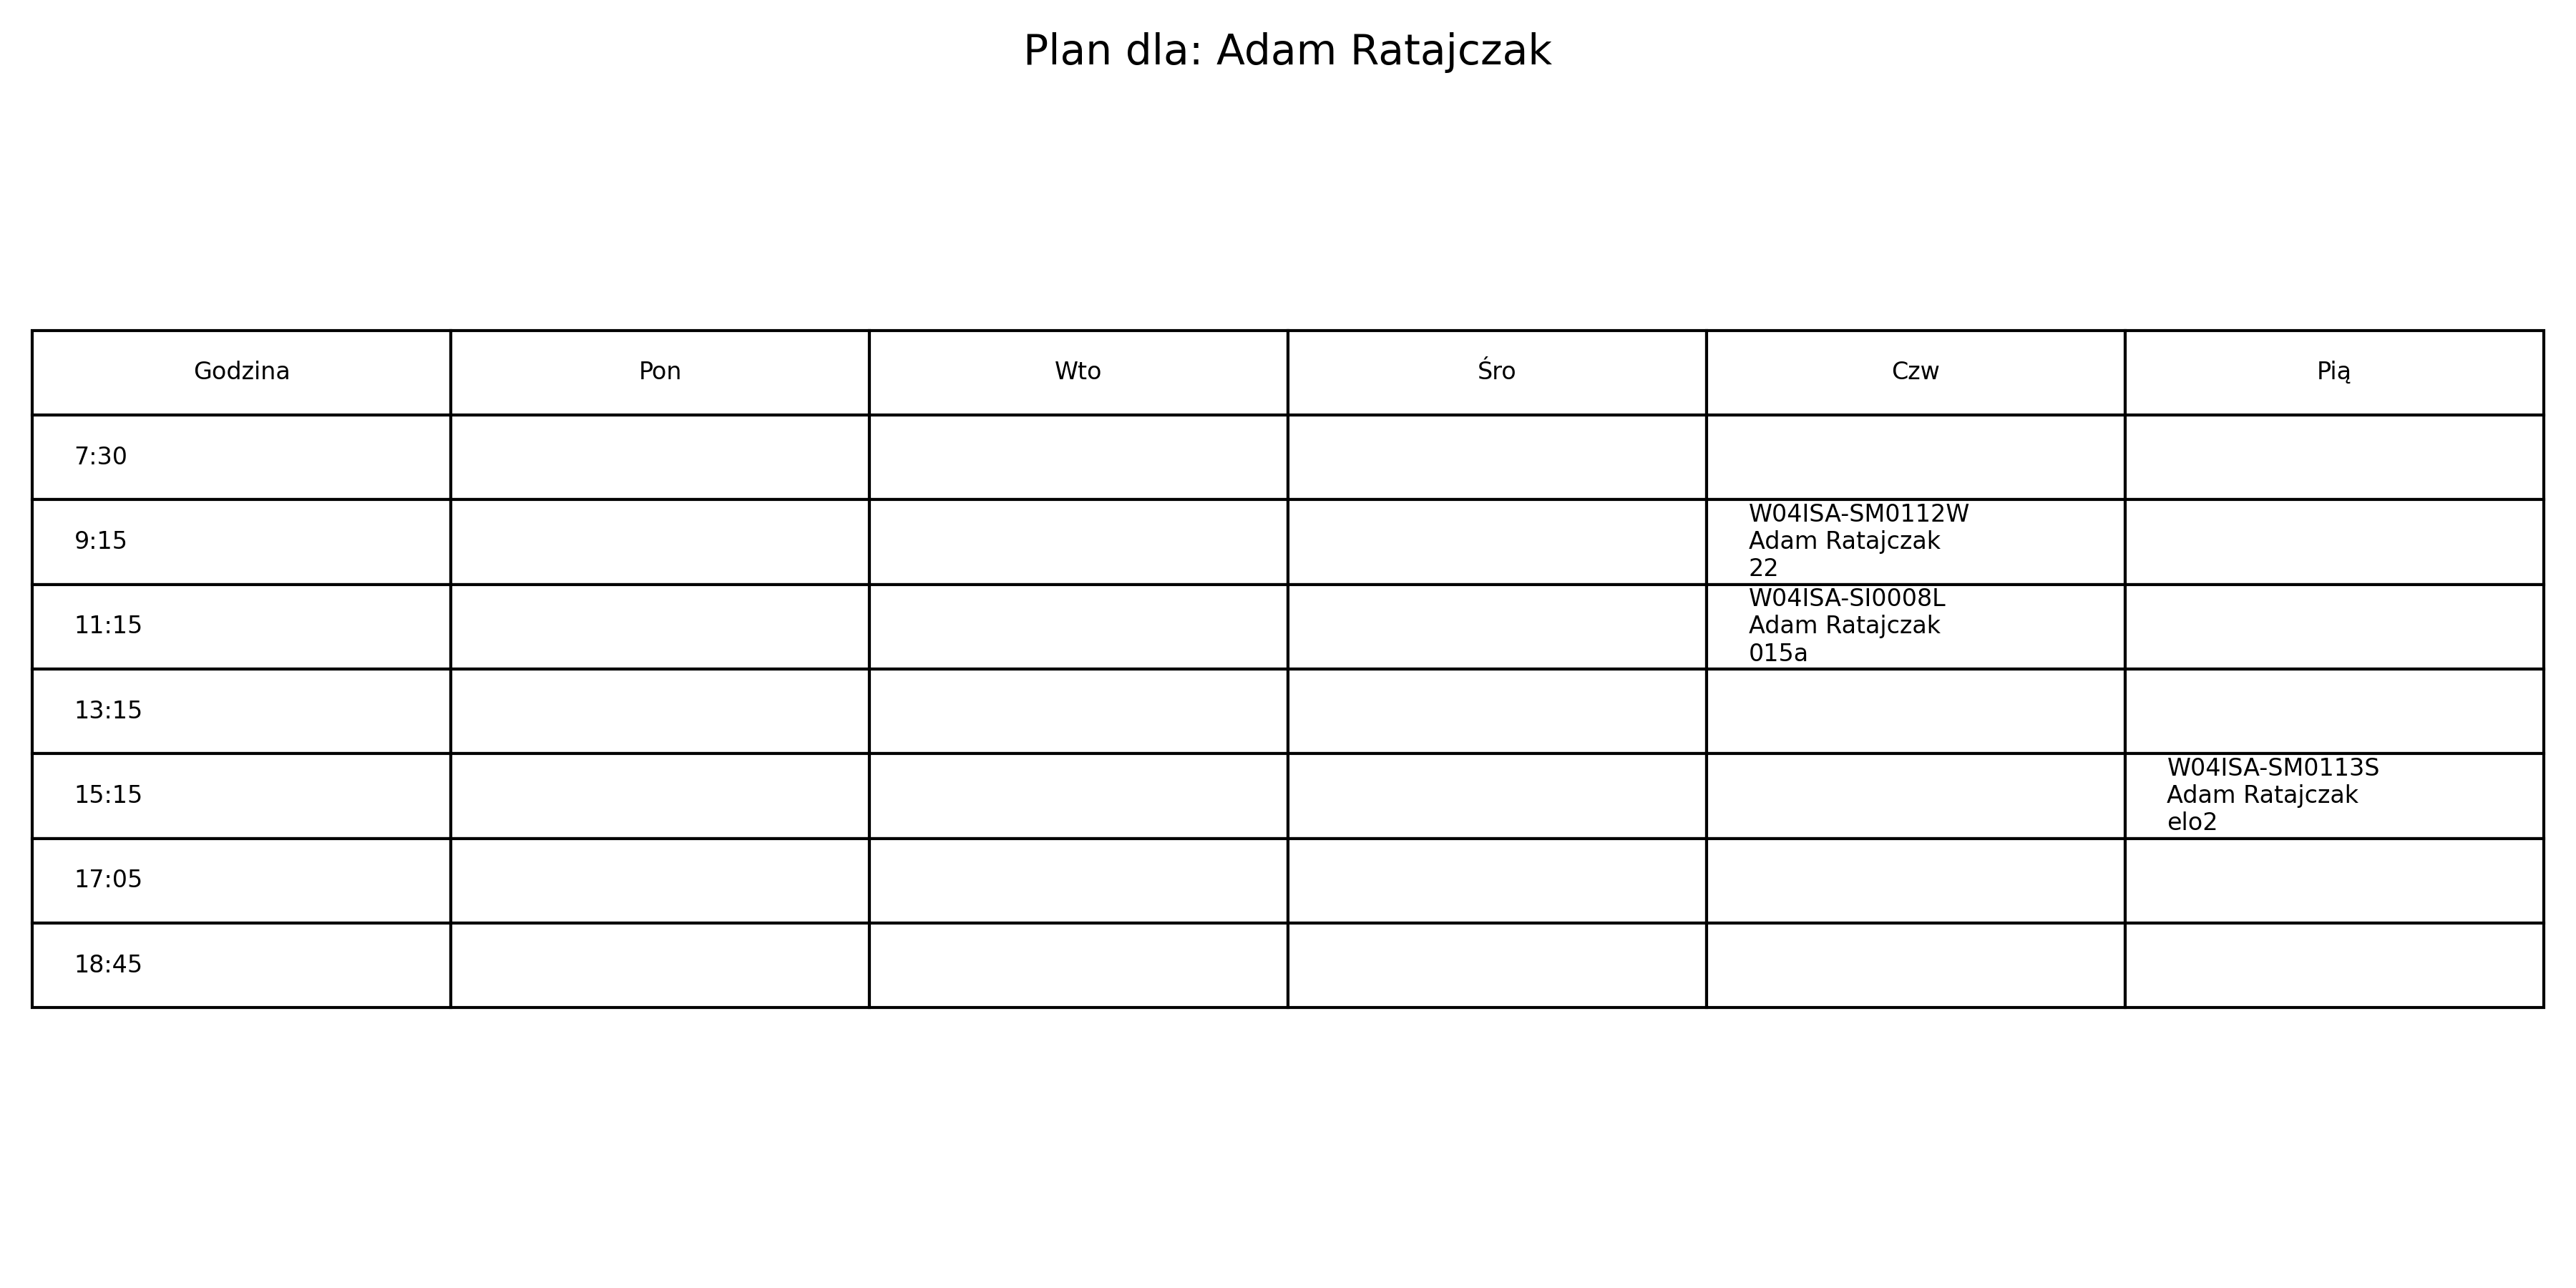 Plan dla: Adam Ratajczak
Godzina Pon Wto Śro Czw Pią
7:30
9:15
W04ISA-SM0112W
Adam Ratajczak
22
11:15
W04ISA-SI0008L
Adam Ratajczak
015a
13:15
15:15
W04ISA-SM0113S
Adam Ratajczak
elo2
17:05
18:45